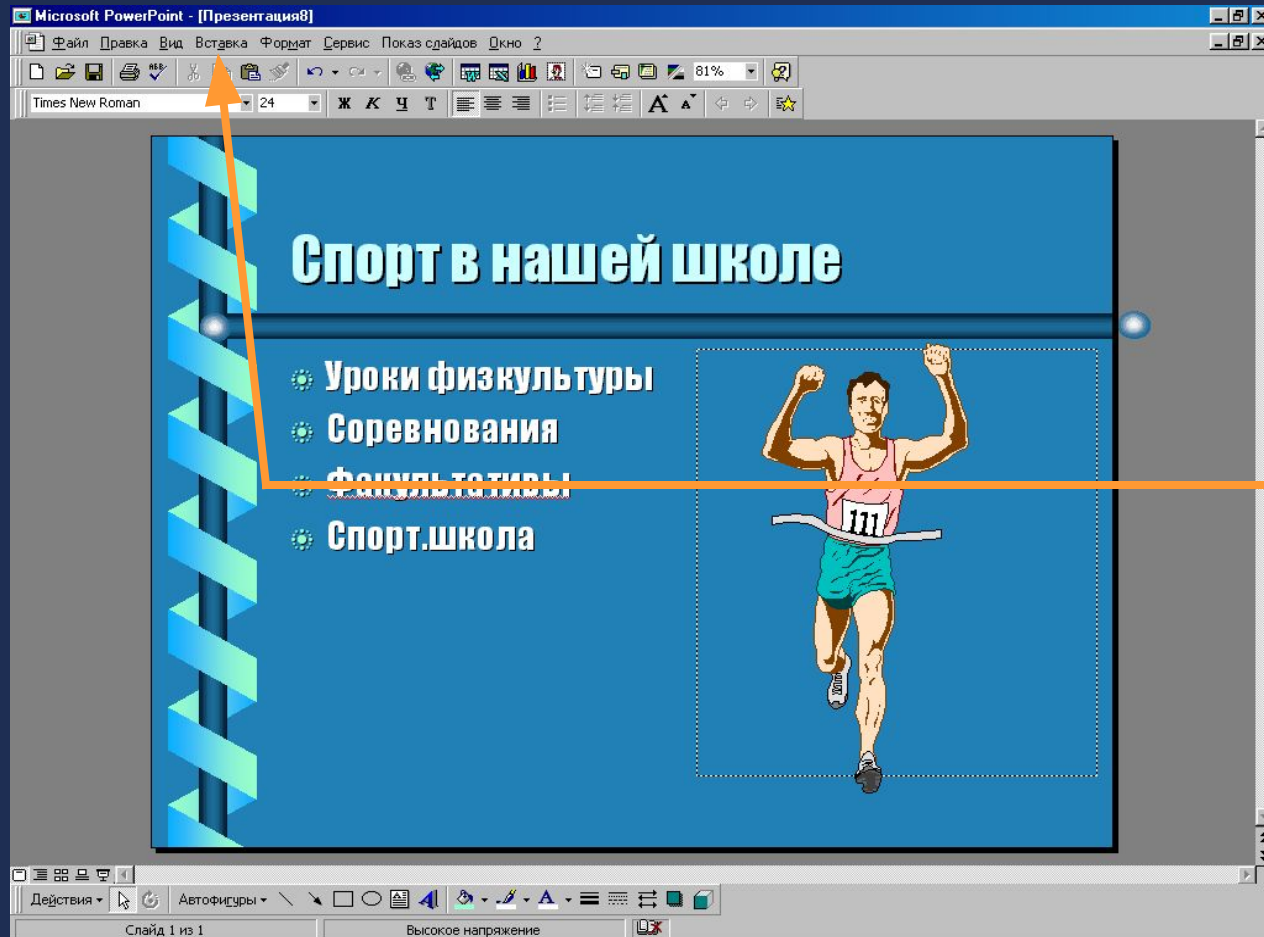 Microsoft PowerPoint - [Презентация8]
Файл Правка Вид Вставка Формат Сервис Показ слайдов Окно ?
81%
Times New Roman 24 Ж К Ч Т
Спорт в нашей школе
Уроки физкультуры
Соревнования
Факультативы
Спорт.школа
111
Действия Автофигуры
Слайд 1 из 1 Высокое напряжение